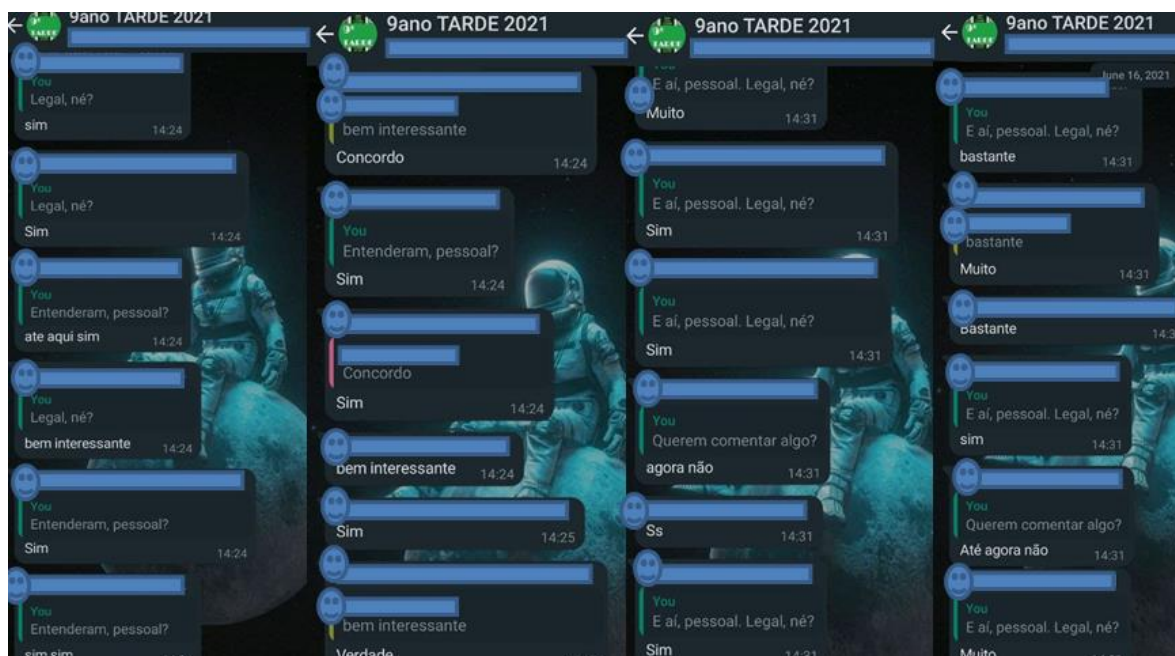 9ano TARDE 2021
You
Legal, né?
sim
14:24
You
Legal, né?
Sim
14:24
You
Entenderam, pessoal?
ate aqui sim
14:24
You
Legal, né?
bem interessante
14:24
You
Entenderam, pessoal?
Sim
14:24
You
Entenderam, pessoal?
sim sim
9ano TARDE 2021
bem interessante
Concordo
14:24
You
Entenderam, pessoal?
Sim
14:24
Concordo
Sim
14:24
bem interessante
14:24
Sim
14:25
bem interessante
Verdade
9ano TARDE 2021
E aí, pessoal. Legal, né?
Muito
14:31
You
E aí, pessoal. Legal, né?
Sim
14:31
You
E aí, pessoal. Legal, né?
Sim
14:31
You
Querem comentar algo?
agora não
14:31
Ss
14:31
You
E aí, pessoal. Legal, né?
Sim
14:31
9ano TARDE 2021
June 16, 2021
You
E aí, pessoal. Legal, né?
bastante
14:31
bastante
Muito
14:31
Bastante
You
E aí, pessoal. Legal, né?
sim
14:31
You
Querem comentar algo?
Até agora não
14:31
You
E aí, pessoal. Legal, né?
Muito